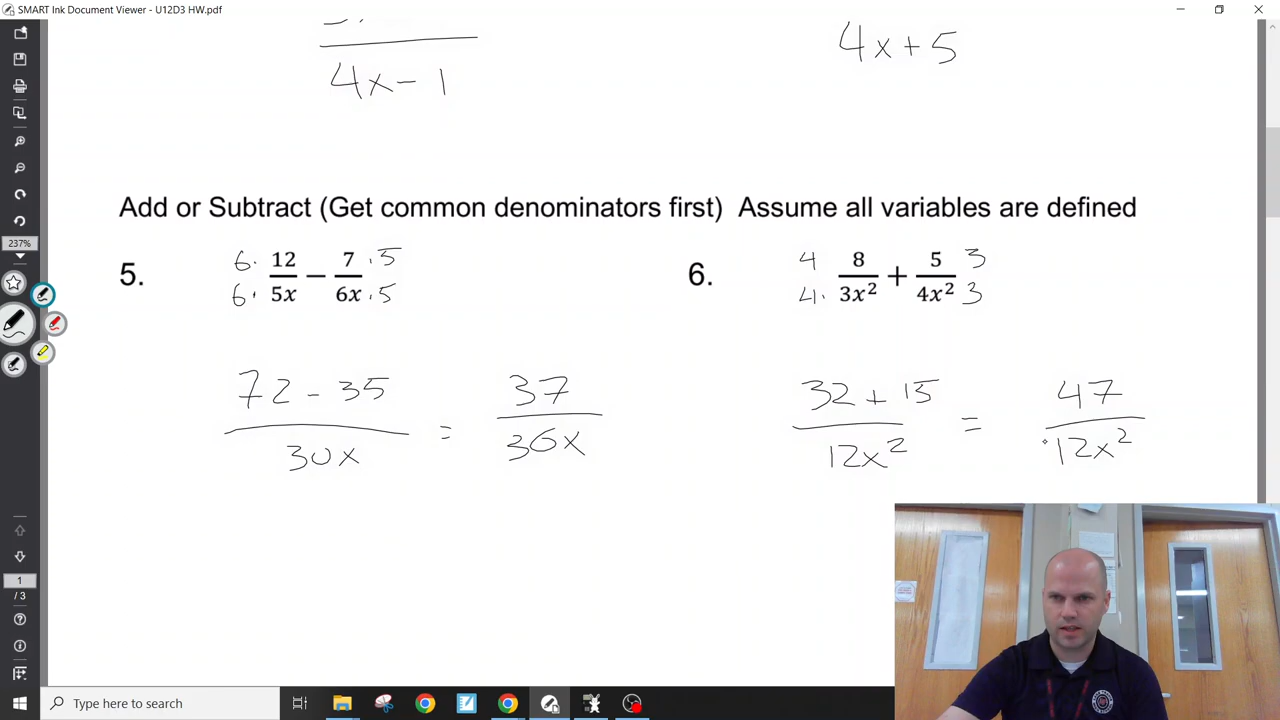 SMART Ink Document Viewer - U12D3 HW.pdf
4x - 1
4x + 5
Add or Subtract (Get common denominators first) Assume all variables are defined
5. 6· 12/5x − 7/6x ·5
6· ·5
6. 4 8/3x² + 5/4x² 3
4· 3
72 - 35 / 30x = 37 / 30x
32 + 15 / 12x² = 47 / 12x²
237%
1
/ 3
Type here to search